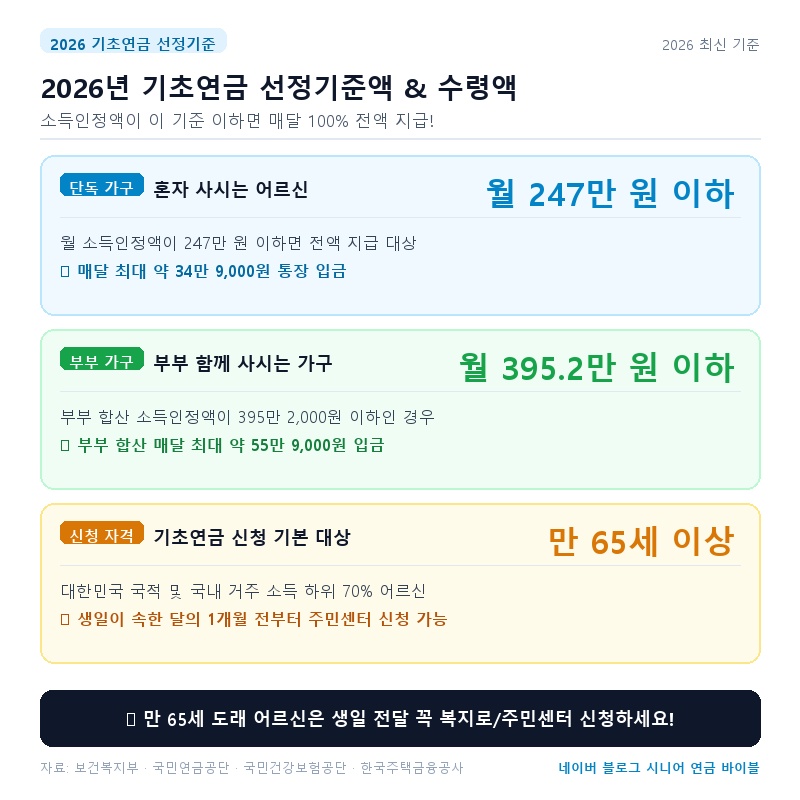 2026 기초연금 선정기준
2026 최신 기준
2026년 기초연금 선정기준액 & 수령액
소득인정액이 이 기준 이하면 매달 100% 전액 지급!
단독 가구 혼자 사시는 어르신 월 247만 원 이하
월 소득인정액이 247만 원 이하면 전액 지급 대상
매달 최대 약 34만 9,000원 통장 입금
부부 가구 부부 함께 사시는 가구 월 395.2만 원 이하
부부 합산 소득인정액이 395만 2,000원 이하인 경우
부부 합산 매달 최대 약 55만 9,000원 입금
신청 자격 기초연금 신청 기본 대상 만 65세 이상
대한민국 국적 및 국내 거주 소득 하위 70% 어르신
생일이 속한 달의 1개월 전부터 주민센터 신청 가능
만 65세 도래 어르신은 생일 전달 꼭 복지로/주민센터 신청하세요!
자료: 보건복지부 · 국민연금공단 · 국민건강보험공단 · 한국주택금융공사
네이버 블로그 시니어 연금 바이블